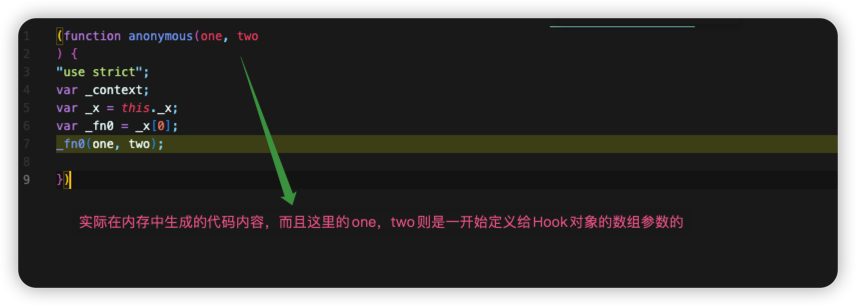 1 (function anonymous(one, two
2 ) {
3 "use strict";
4 var _context;
5 var _x = this._x;
6 var _fn0 = _x[0];
7 _fn0(one, two);
8
9 })
实际在内存中生成的代码内容，而且这里的one，two则是一开始定义给Hook对象的数组参数的